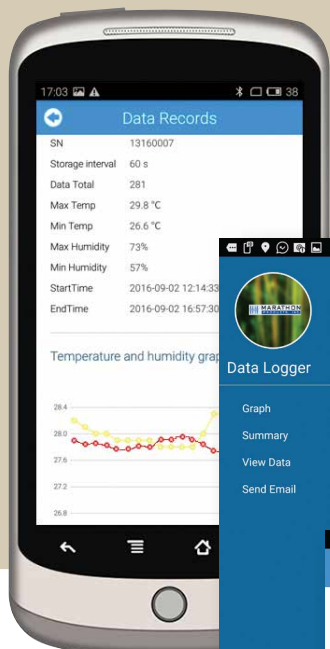 17:03 38
Data Records
SN 13160007
Storage interval 60 s
Data Total 281
Max Temp 29.8 °C
Min Temp 26.6 °C
Max Humidity 73%
Min Humidity 57%
StartTime 2016-09-02 12:14:33
EndTime 2016-09-02 16:57:30
Temperature and humidity grap
28.4
28.0
27.6
27.2
26.8
MARATHON
PRODUCTS, INC.
Data Logger
Graph
Summary
View Data
Send Email